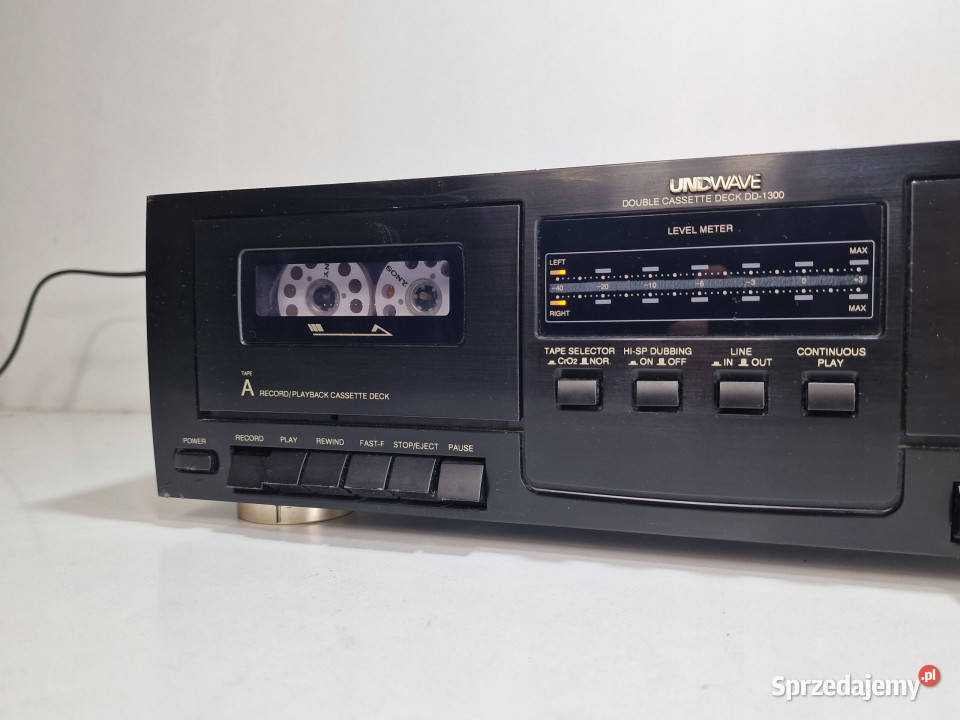 UNDWAVE
DOUBLE CASSETTE DECK DD-1300
LEVEL METER
LEFT
MAX
-40 -20 -10 -6 -3 0 +3
RIGHT
MAX
SONY
TAPE
A RECORD/PLAYBACK CASSETTE DECK
TAPE SELECTOR
CrO2 NOR.
HI-SP DUBBING
ON OFF
LINE
IN OUT
CONTINUOUS
PLAY
POWER
RECORD
PLAY
REWIND
FAST-F
STOP/EJECT
PAUSE
Sprzedajemy.pl